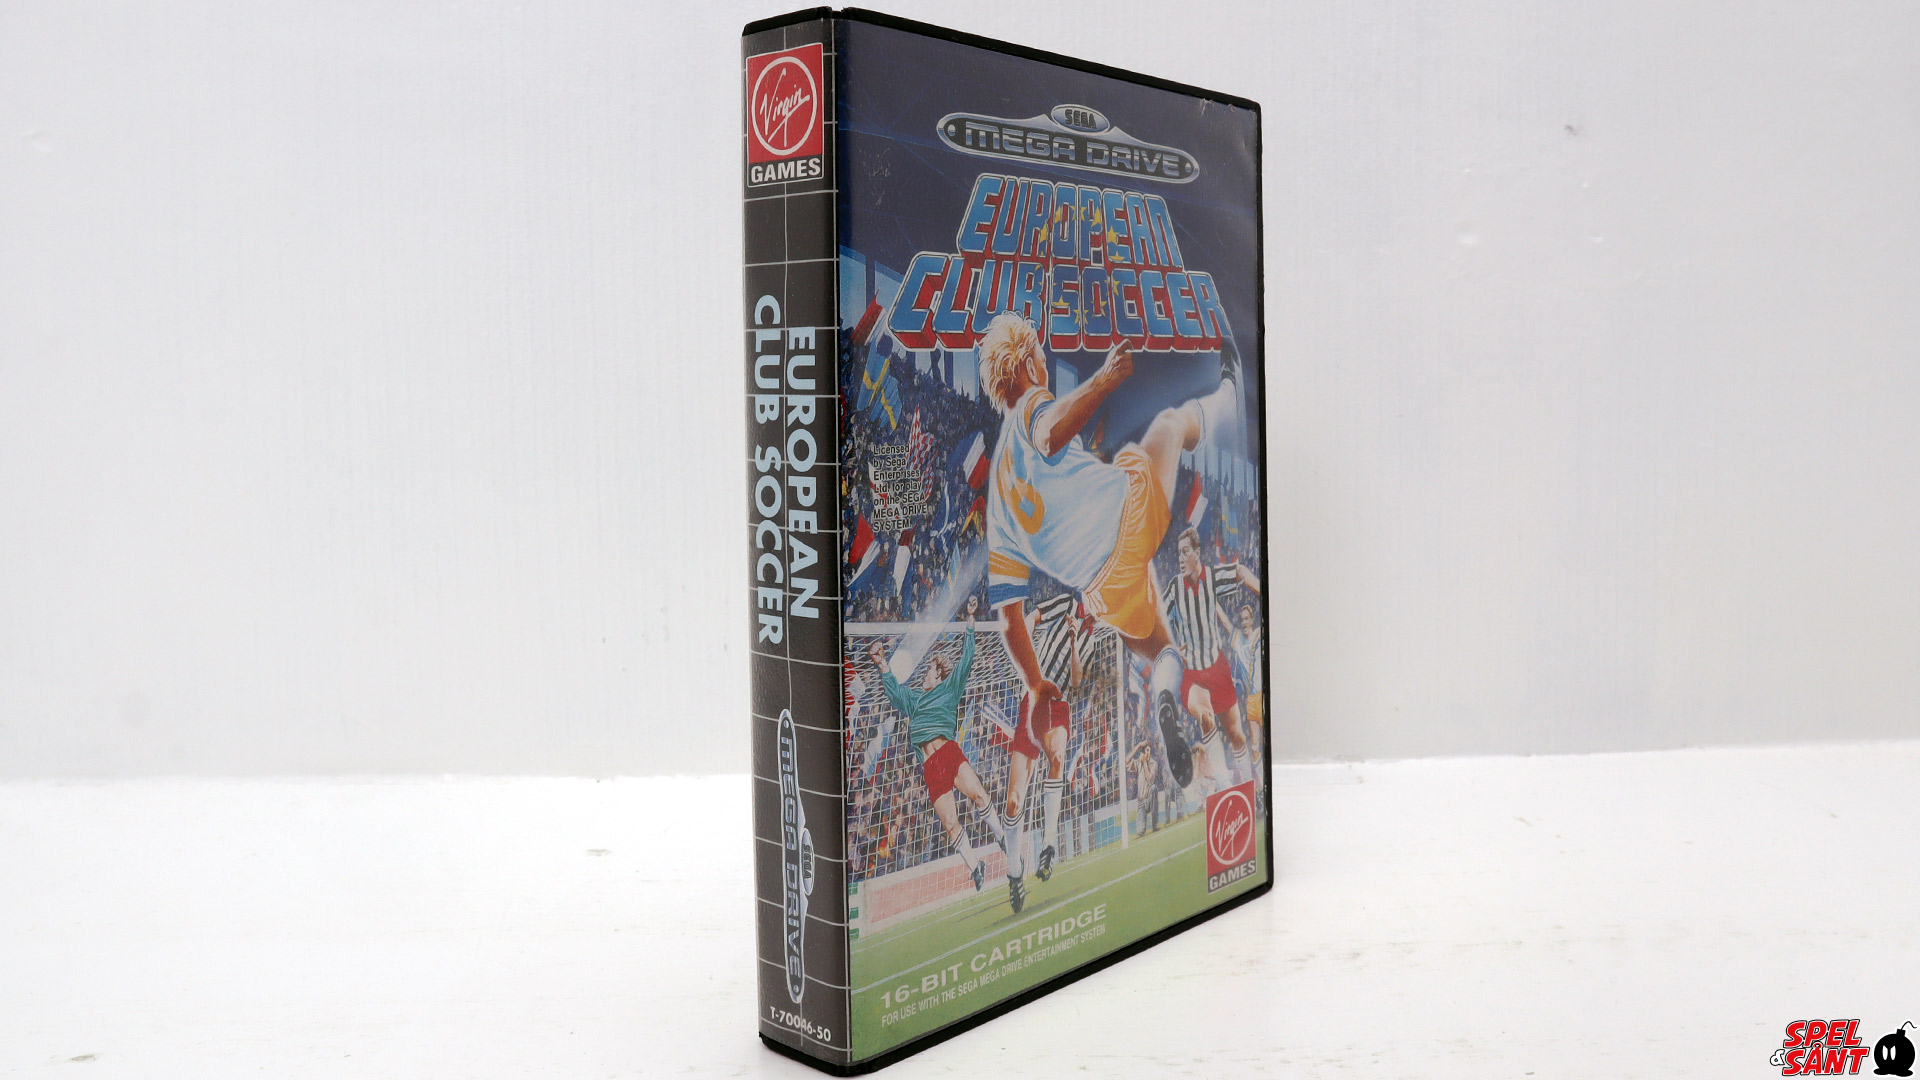 Virgin
GAMES
EUROPEAN
CLUB SOCCER
SEGA
MEGA DRIVE
T-70046-50
SEGA
MEGA DRIVE
EUROPEAN
CLUB SOCCER
Licensed
by Sega
Enterprises
Ltd. for play
on the SEGA
MEGA DRIVE
SYSTEM.
Virgin
GAMES
16-BIT CARTRIDGE
FOR USE WITH THE SEGA MEGA DRIVE ENTERTAINMENT SYSTEM
SPEL
& SÅNT